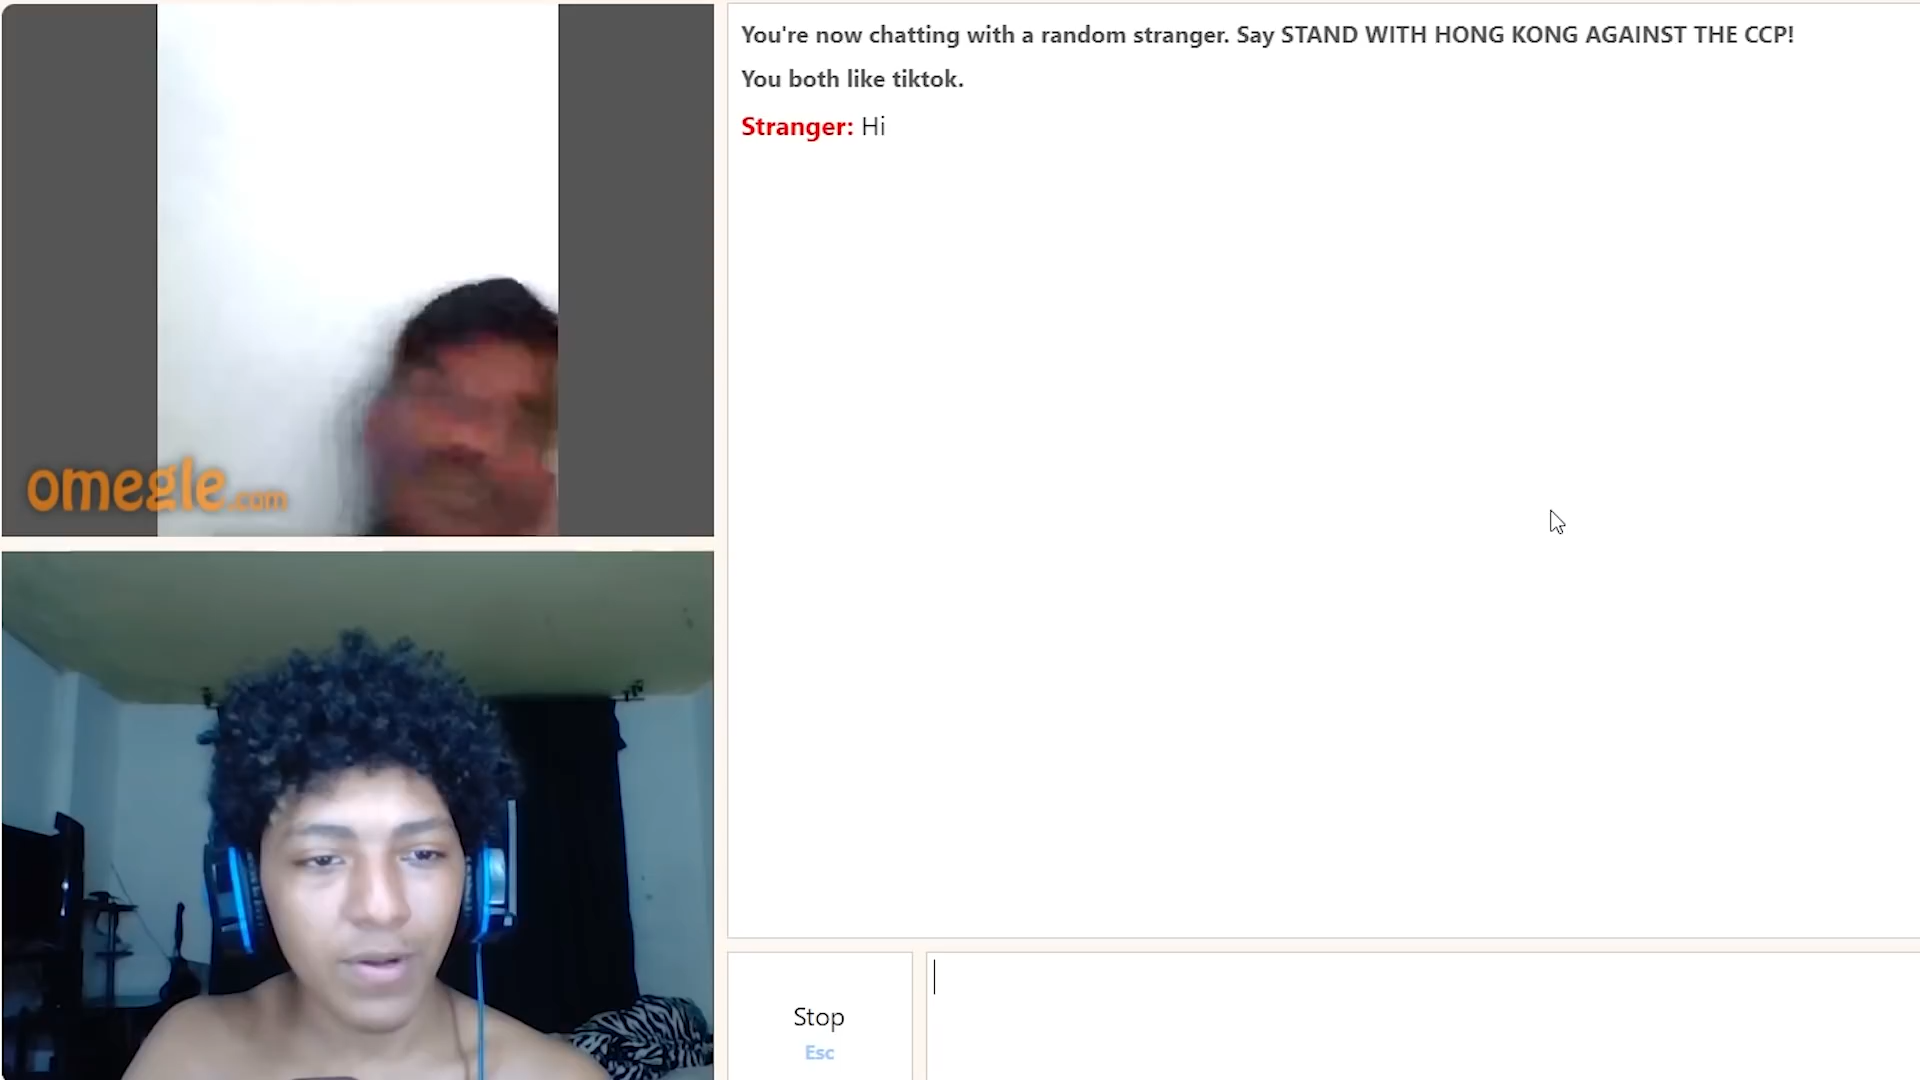 You're now chatting with a random stranger. Say STAND WITH HONG KONG AGAINST THE CCP!
You both like tiktok.
Stranger: Hi
omegle.com
Stop
Esc